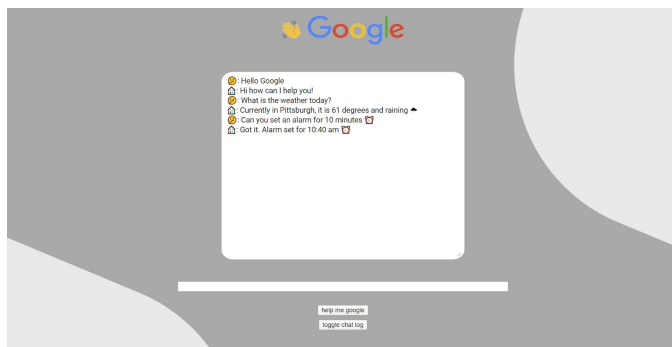 👋 Google
🤔: Hello Google
🏠: Hi how can I help you!
🤔: What is the weather today?
🏠: Currently in Pittsburgh, it is 61 degrees and raining ☁
🤔: Can you set an alarm for 10 minutes ⏰
🏠: Got it. Alarm set for 10:40 am ⏰
help me google
toggle chat log